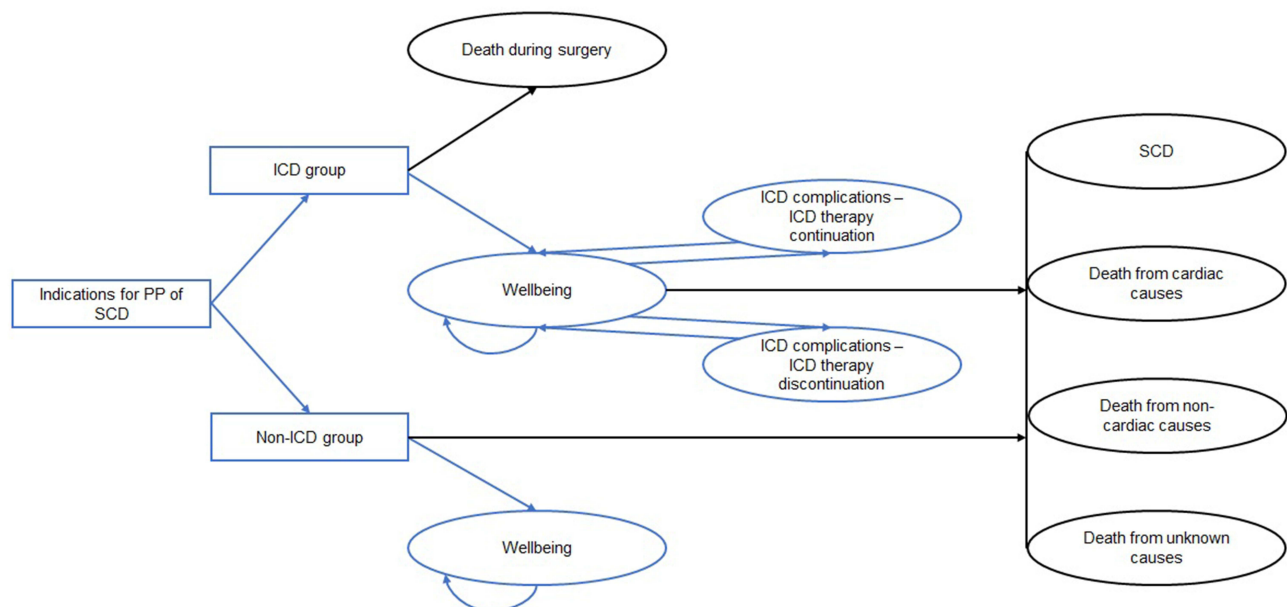 Death during surgery
SCD
ICD group
ICD complications –
ICD therapy
continuation
Indications for PP of
SCD
Wellbeing
Death from cardiac
causes
ICD complications –
ICD therapy
discontinuation
Non-ICD group
Death from non-
cardiac causes
Wellbeing
Death from unknown
causes